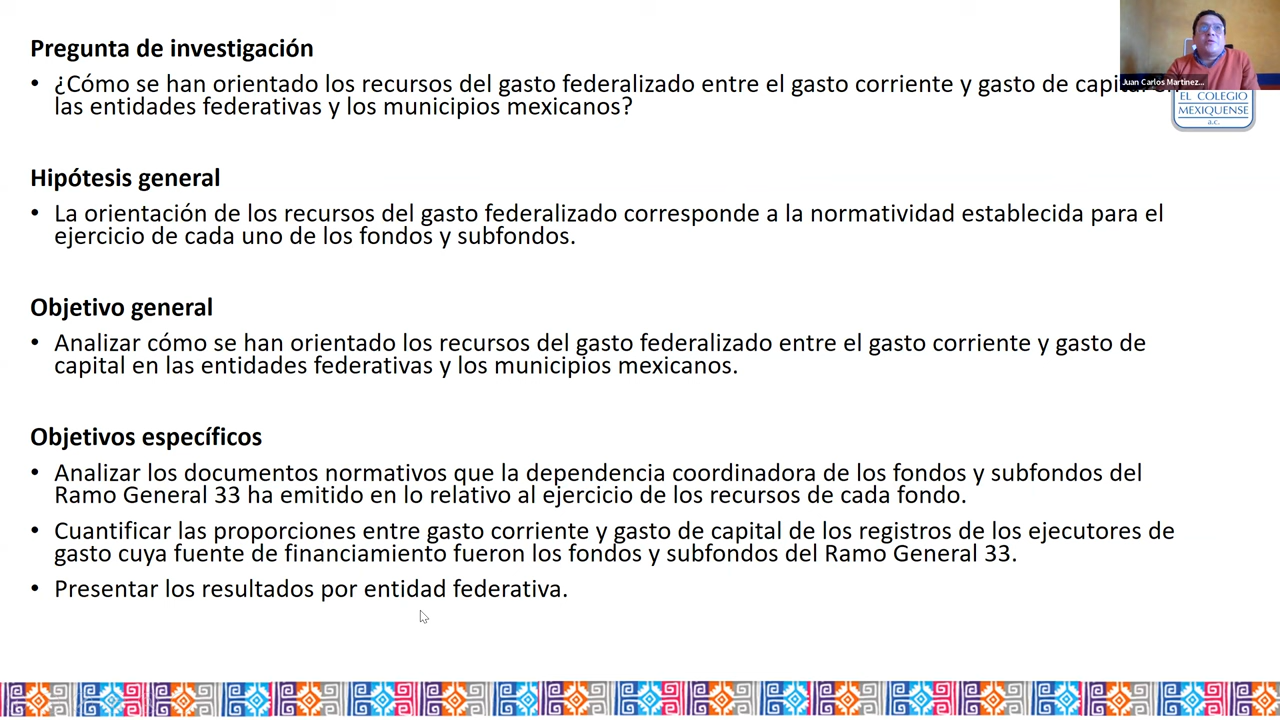 Pregunta de investigación
• ¿Cómo se han orientado los recursos del gasto federalizado entre el gasto corriente y gasto de capital en
las entidades federativas y los municipios mexicanos?
Juan Carlos Martínez...
EL COLEGIO
MEXIQUENSE
a.c.
Hipótesis general
• La orientación de los recursos del gasto federalizado corresponde a la normatividad establecida para el
ejercicio de cada uno de los fondos y subfondos.
Objetivo general
• Analizar cómo se han orientado los recursos del gasto federalizado entre el gasto corriente y gasto de
capital en las entidades federativas y los municipios mexicanos.
Objetivos específicos
• Analizar los documentos normativos que la dependencia coordinadora de los fondos y subfondos del
Ramo General 33 ha emitido en lo relativo al ejercicio de los recursos de cada fondo.
• Cuantificar las proporciones entre gasto corriente y gasto de capital de los registros de los ejecutores de
gasto cuya fuente de financiamiento fueron los fondos y subfondos del Ramo General 33.
• Presentar los resultados por entidad federativa.